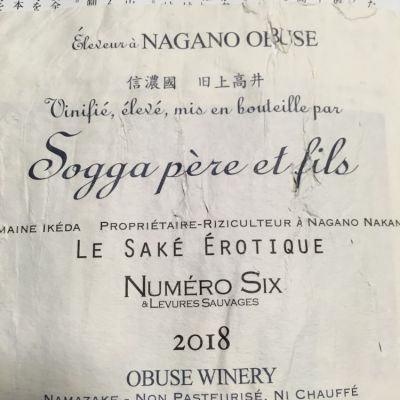 Éleveur à NAGANO OBUSE
信濃國 旧上高井
Vinifié, élevé, mis en bouteille par
Sogga père et fils
MAINE IKÉDA PROPRIÉTAIRE-RIZICULTEUR À NAGANO NAKAN
LE SAKÉ ÉROTIQUE
NUMÉRO SIX
& LEVURES SAUVAGES
2018
OBUSE WINERY
NAMAZAKE - NON PASTEURISÉ, NI CHAUFFÉ